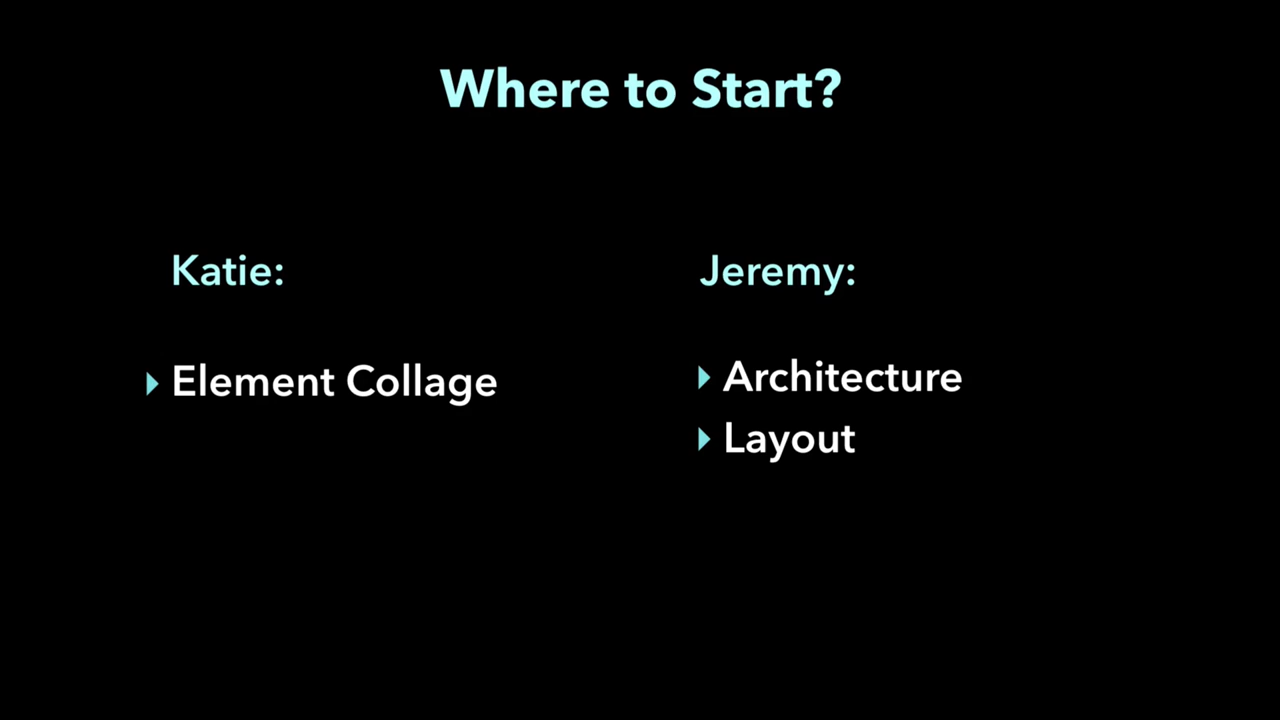 Where to Start?
Katie:
Element Collage
Jeremy:
Architecture
Layout